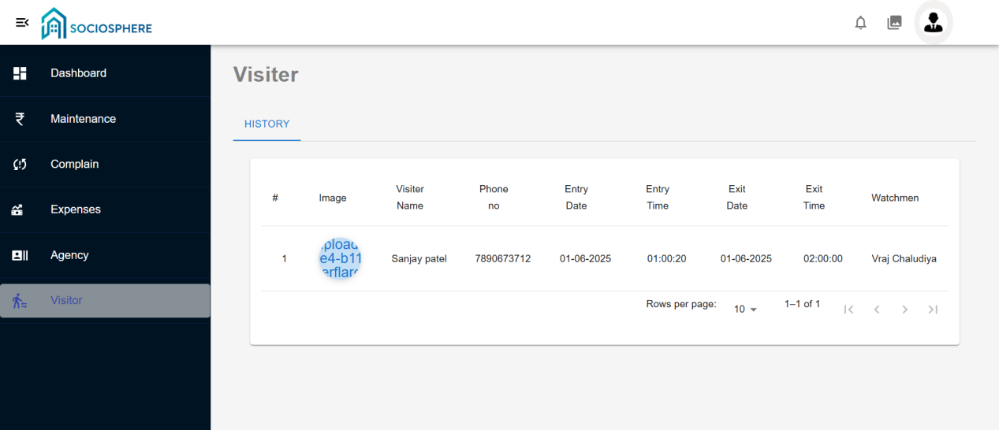 SOCIOSPHERE
Dashboard
Maintenance
Complain
Expenses
Agency
Visitor
Visiter
HISTORY
# Image Visiter Name Phone no Entry Date Entry Time Exit Date Exit Time Watchmen
1 e4-b11 Sanjay patel 7890673712 01-06-2025 01:00:20 01-06-2025 02:00:00 Vraj Chaludiya
Rows per page: 10 1–1 of 1